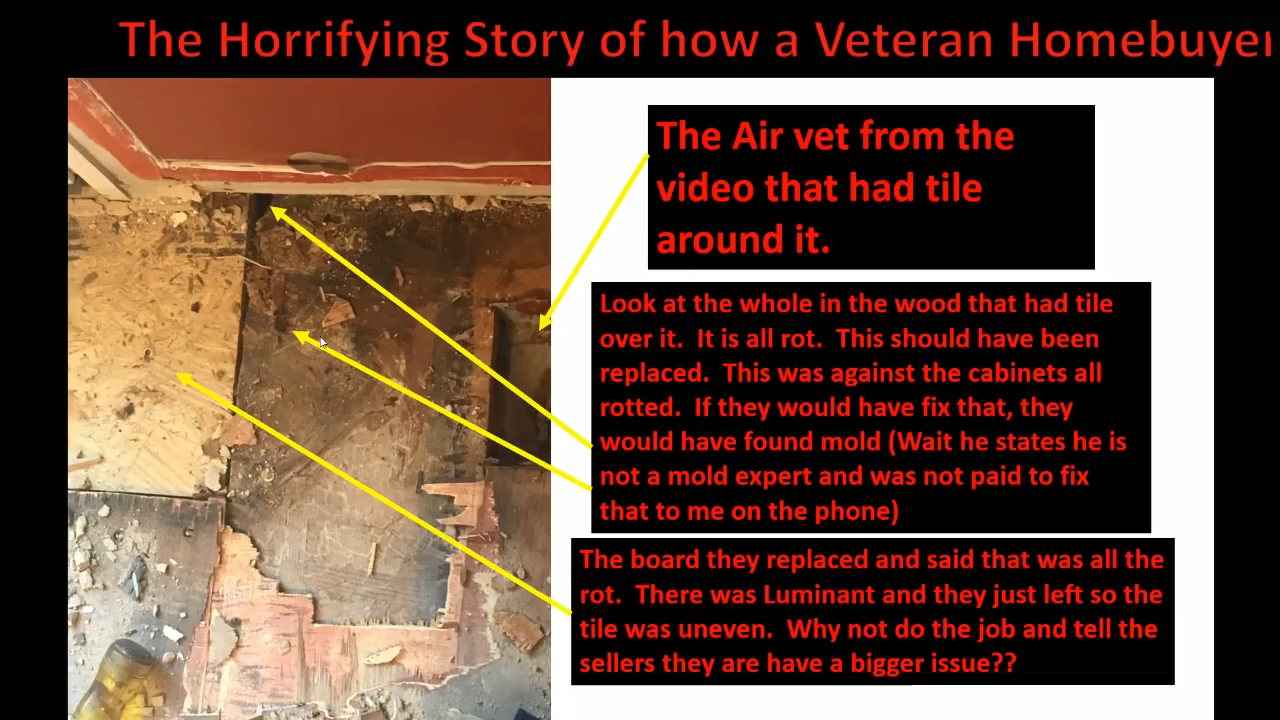 The Horrifying Story of how a Veteran Homebuyer
The Air vet from the
video that had tile
around it.
Look at the whole in the wood that had tile
over it.  It is all rot.  This should have been
replaced.  This was against the cabinets all
rotted.  If they would have fix that, they
would have found mold (Wait he states he is
not a mold expert and was not paid to fix
that to me on the phone)
The board they replaced and said that was all the
rot.  There was Luminant and they just left so the
tile was uneven.  Why not do the job and tell the
sellers they are have a bigger issue??